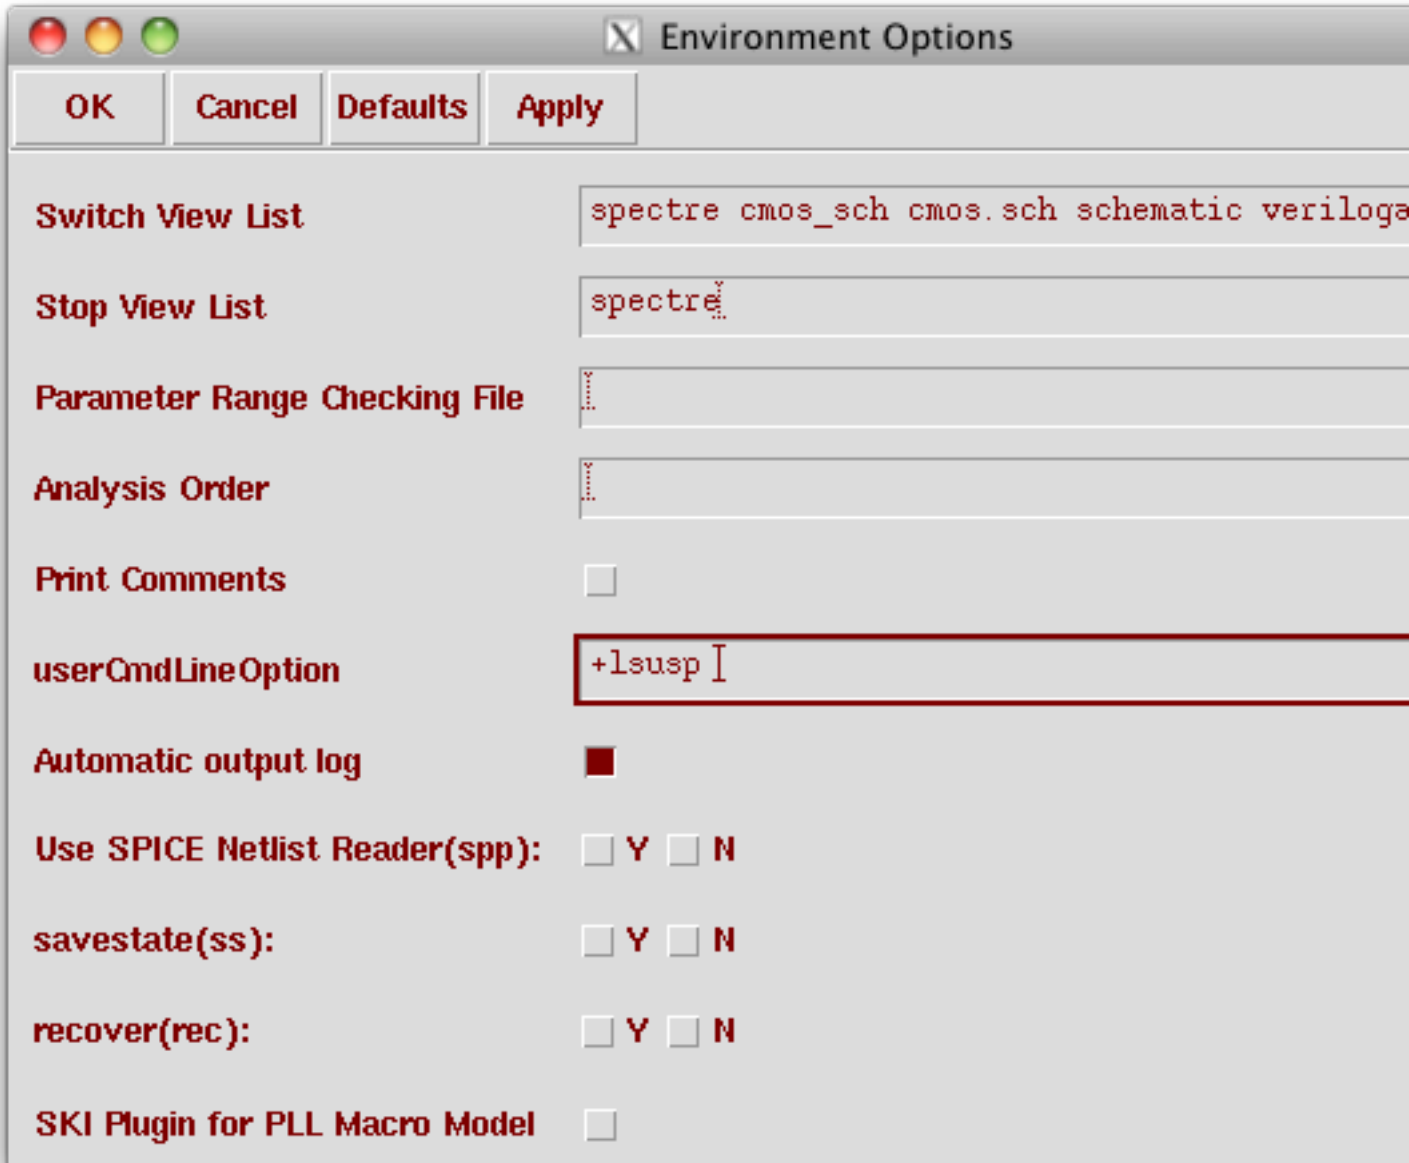 Environment Options
OK Cancel Defaults Apply
Switch View List spectre cmos_sch cmos.sch schematic veriloga
Stop View List spectre
Parameter Range Checking File
Analysis Order
Print Comments
userCmdLineOption +lsusp
Automatic output log
Use SPICE Netlist Reader(spp): Y N
savestate(ss): Y N
recover(rec): Y N
SKI Plugin for PLL Macro Model